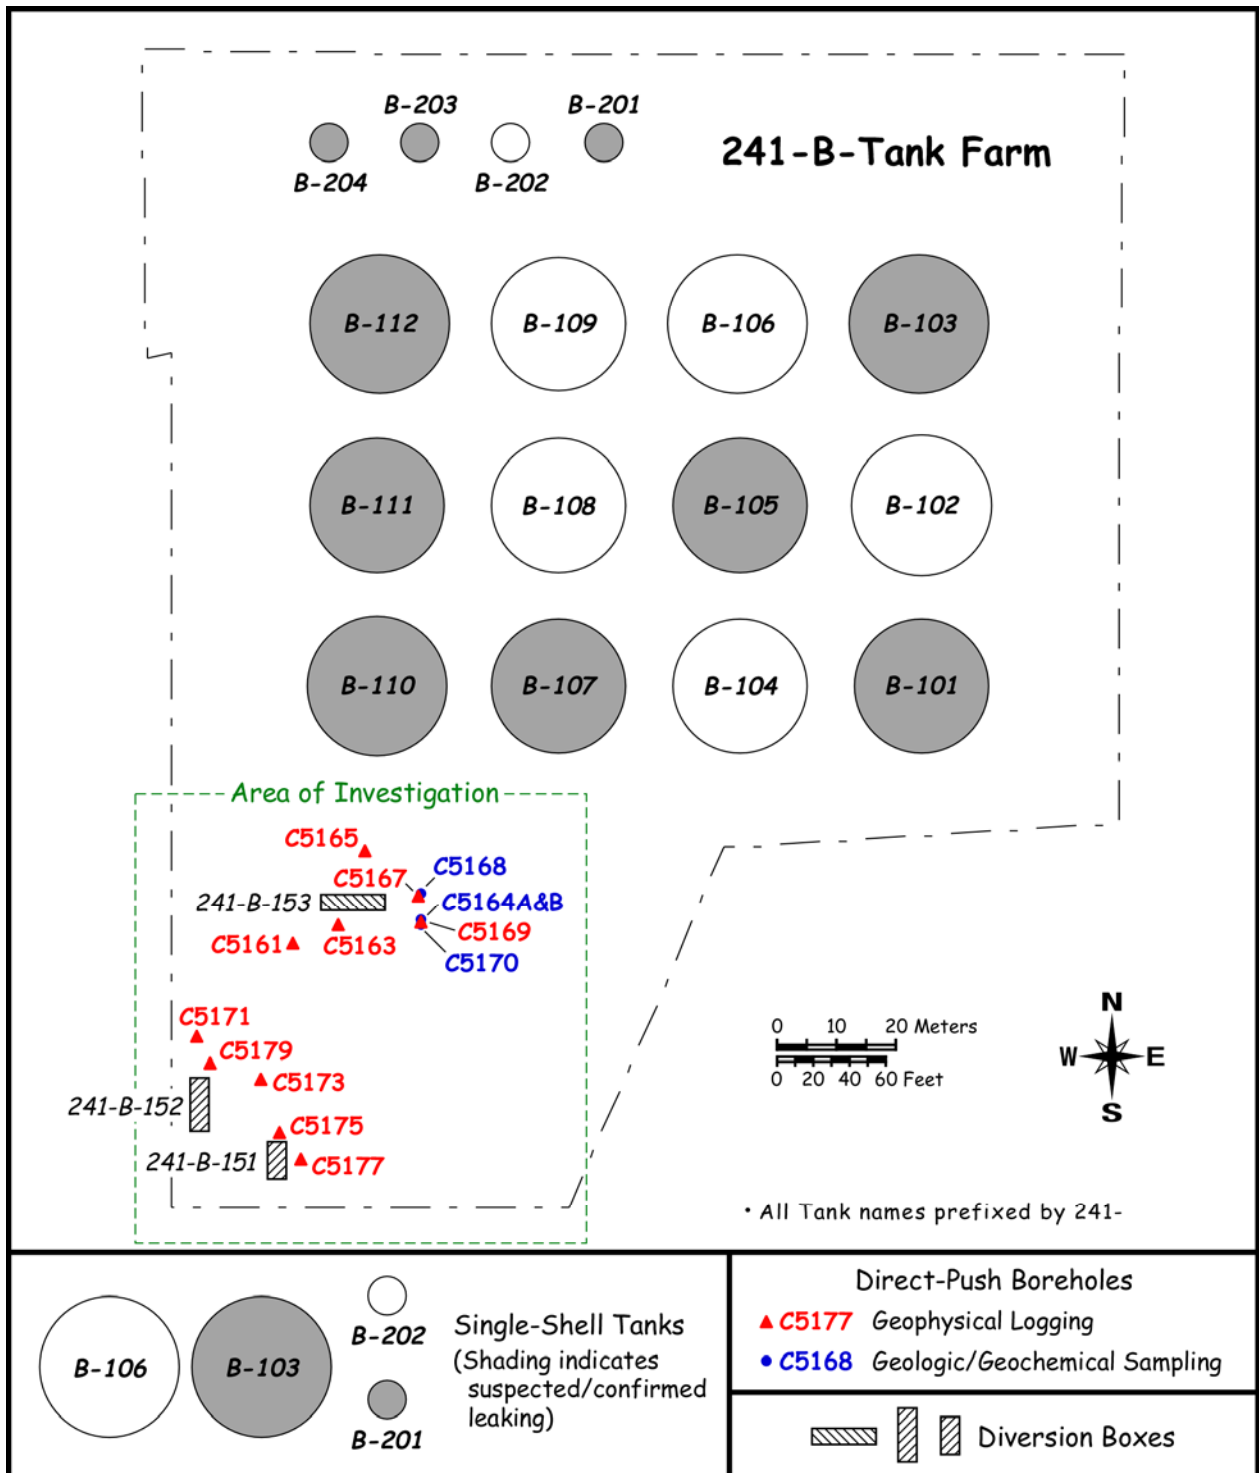 B-203
B-201
B-204
B-202
241-B-Tank Farm
B-112
B-109
B-106
B-103
B-111
B-108
B-105
B-102
B-110
B-107
B-104
B-101
Area of Investigation
C5165
C5168
C5167
241-B-153
C5164A&B
C5161
C5163
C5169
C5170
C5171
C5179
C5173
241-B-152
C5175
241-B-151
C5177
0 10 20 Meters
0 20 40 60 Feet
N
W
E
S
• All Tank names prefixed by 241-
B-106
B-103
B-202
B-201
Single-Shell Tanks
(Shading indicates
suspected/confirmed
leaking)
Direct-Push Boreholes
C5177 Geophysical Logging
C5168 Geologic/Geochemical Sampling
Diversion Boxes